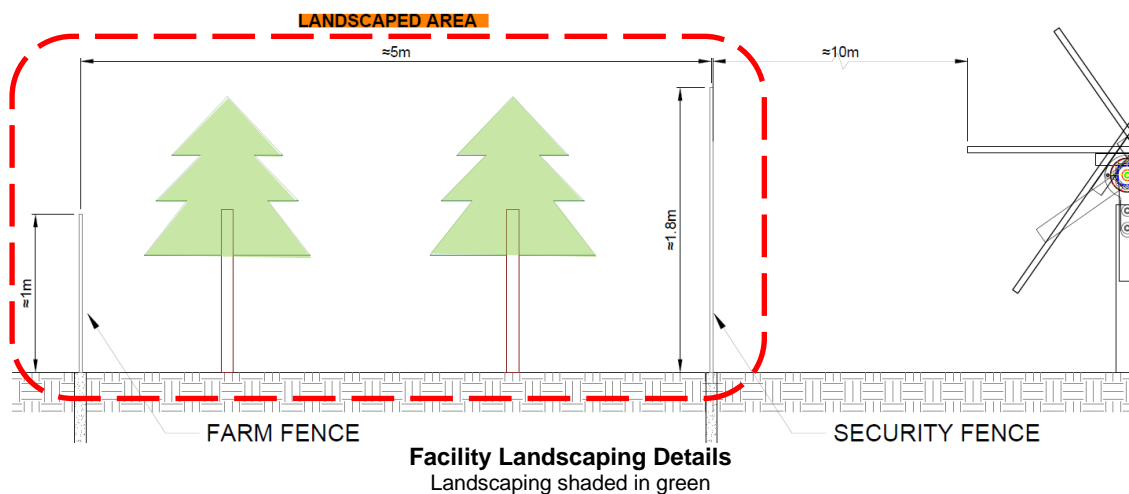 LANDSCAPED AREA
≈5m
≈10m
≈1m
≈1.8m
FARM FENCE
SECURITY FENCE
Facility Landscaping Details
Landscaping shaded in green